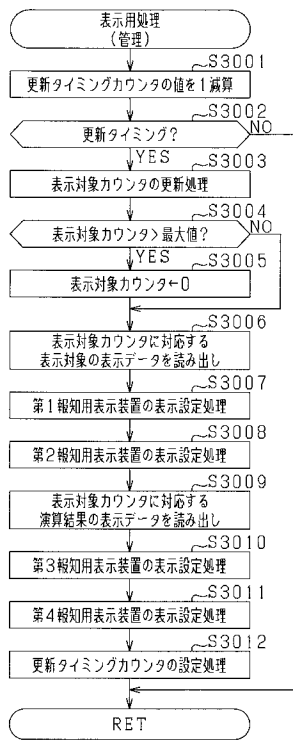 表示用処理
(管理)
S3001
更新タイミングカウンタの値を1減算
S3002
更新タイミング?
NO
YES
S3003
表示対象カウンタの更新処理
S3004
表示対象カウンタ>最大値?
NO
YES
S3005
表示対象カウンタ←0
S3006
表示対象カウンタに対応する
表示対象の表示データを読み出し
S3007
第1報知用表示装置の表示設定処理
S3008
第2報知用表示装置の表示設定処理
S3009
表示対象カウンタに対応する
演算結果の表示データを読み出し
S3010
第3報知用表示装置の表示設定処理
S3011
第4報知用表示装置の表示設定処理
S3012
更新タイミングカウンタの設定処理
RET